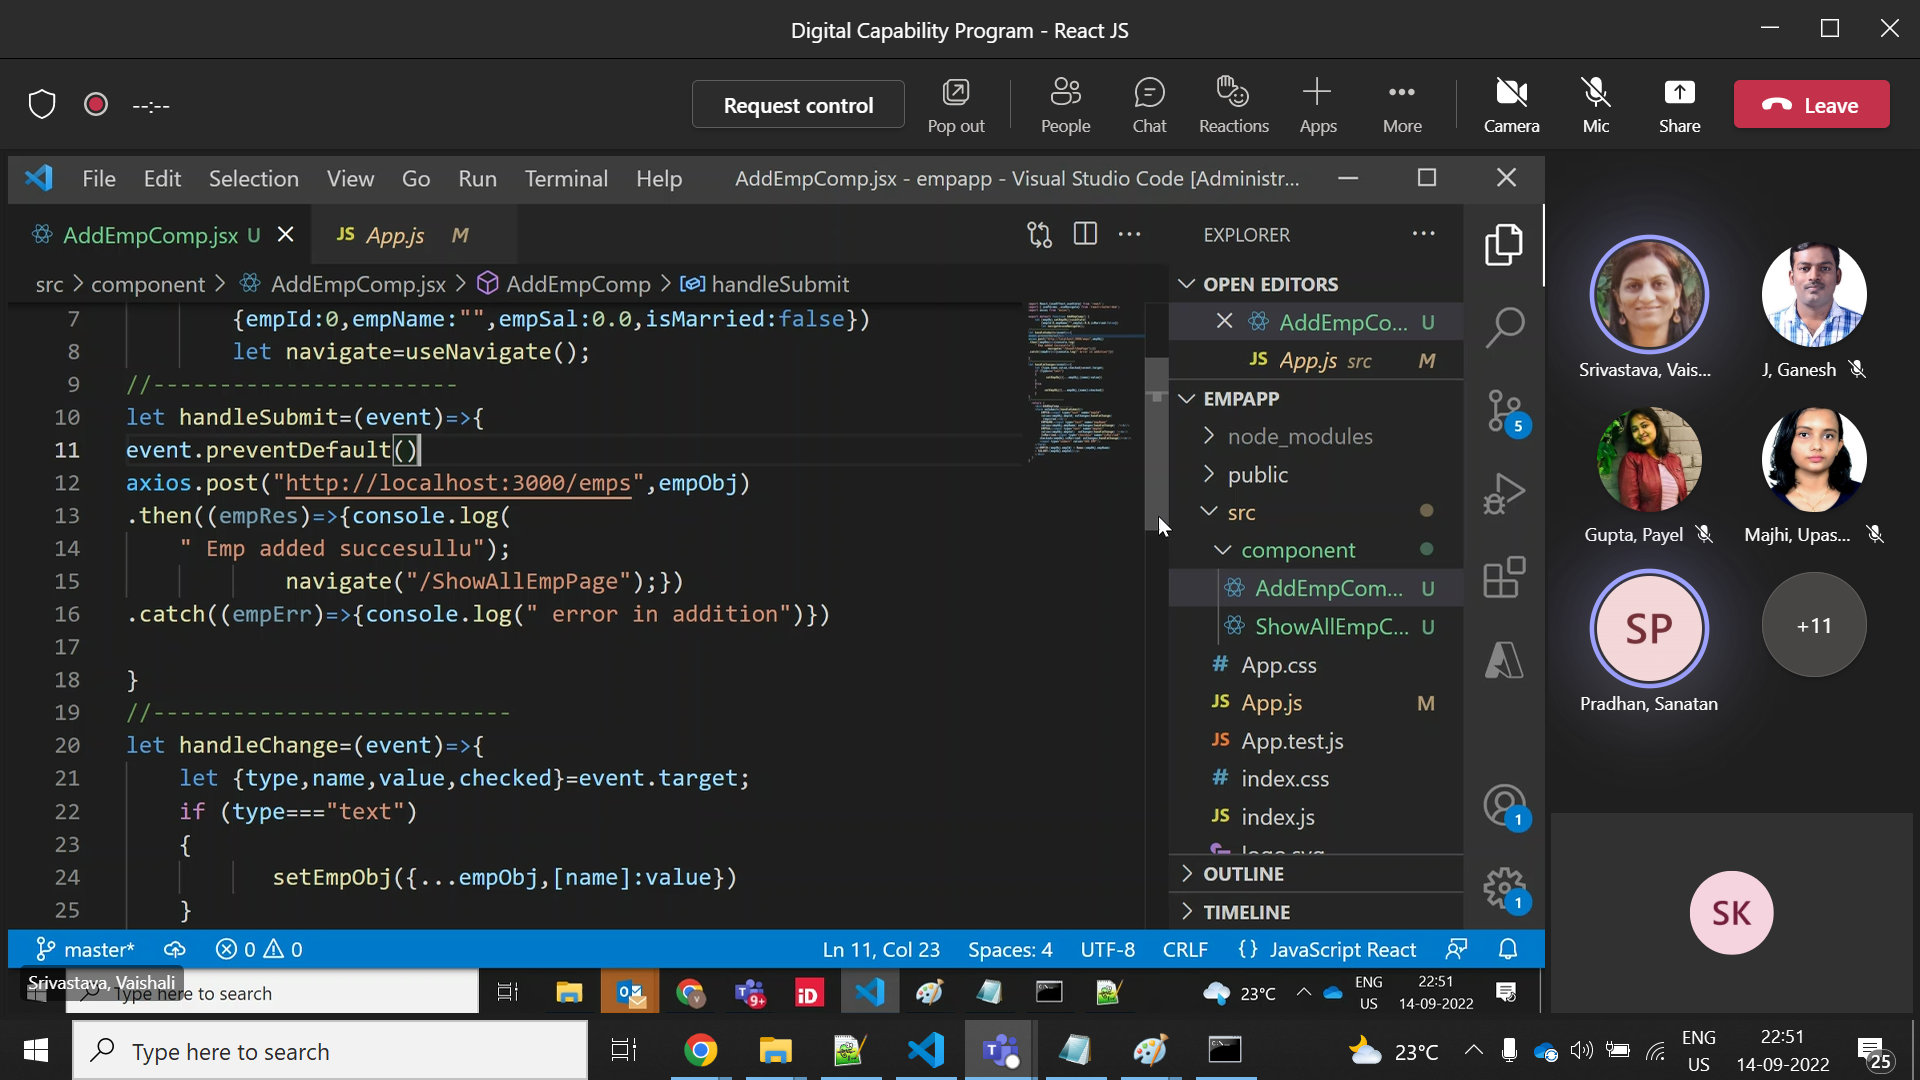 Digital Capability Program - React JS
--:--
Request control
Pop out
People
Chat
Reactions
Apps
More
Camera
Mic
Share
Leave
File Edit Selection View Go Run Terminal Help
AddEmpComp.jsx - empapp - Visual Studio Code [Administr...
AddEmpComp.jsx U
JS App.js M
src > component > AddEmpComp.jsx > AddEmpComp > handleSubmit
7 {empId:0,empName:"",empSal:0.0,isMarried:false})
8 let navigate=useNavigate();
9 //-----------------------
10 let handleSubmit=(event)=>{
11 event.preventDefault()
12 axios.post("http://localhost:3000/emps",empObj)
13 .then((empRes)=>{console.log(
14 " Emp added succesullu");
15 navigate("/ShowAllEmpPage");})
16 .catch((empErr)=>{console.log(" error in addition")})
17
18 }
19 //---------------------------
20 let handleChange=(event)=>{
21 let {type,name,value,checked}=event.target;
22 if (type==="text")
23 {
24 setEmpObj({...empObj,[name]:value})
25 }
EXPLORER
OPEN EDITORS
AddEmpCo... U
JS App.js src M
EMPAPP
node_modules
public
src
component
AddEmpCom... U
ShowAllEmpC... U
# App.css
JS App.js M
JS App.test.js
# index.css
JS index.js
OUTLINE
TIMELINE
5
1
1
master* 0 0
Ln 11, Col 23 Spaces: 4 UTF-8 CRLF {} JavaScript React
Srivastava, Vaishali
Type here to search
9+
iD
23°C
ENG
US
22:51
14-09-2022
Srivastava, Vais...
J, Ganesh
Gupta, Payel
Majhi, Upas...
SP
Pradhan, Sanatan
+11
SK
Type here to search
23°C
ENG
US
22:51
14-09-2022
25